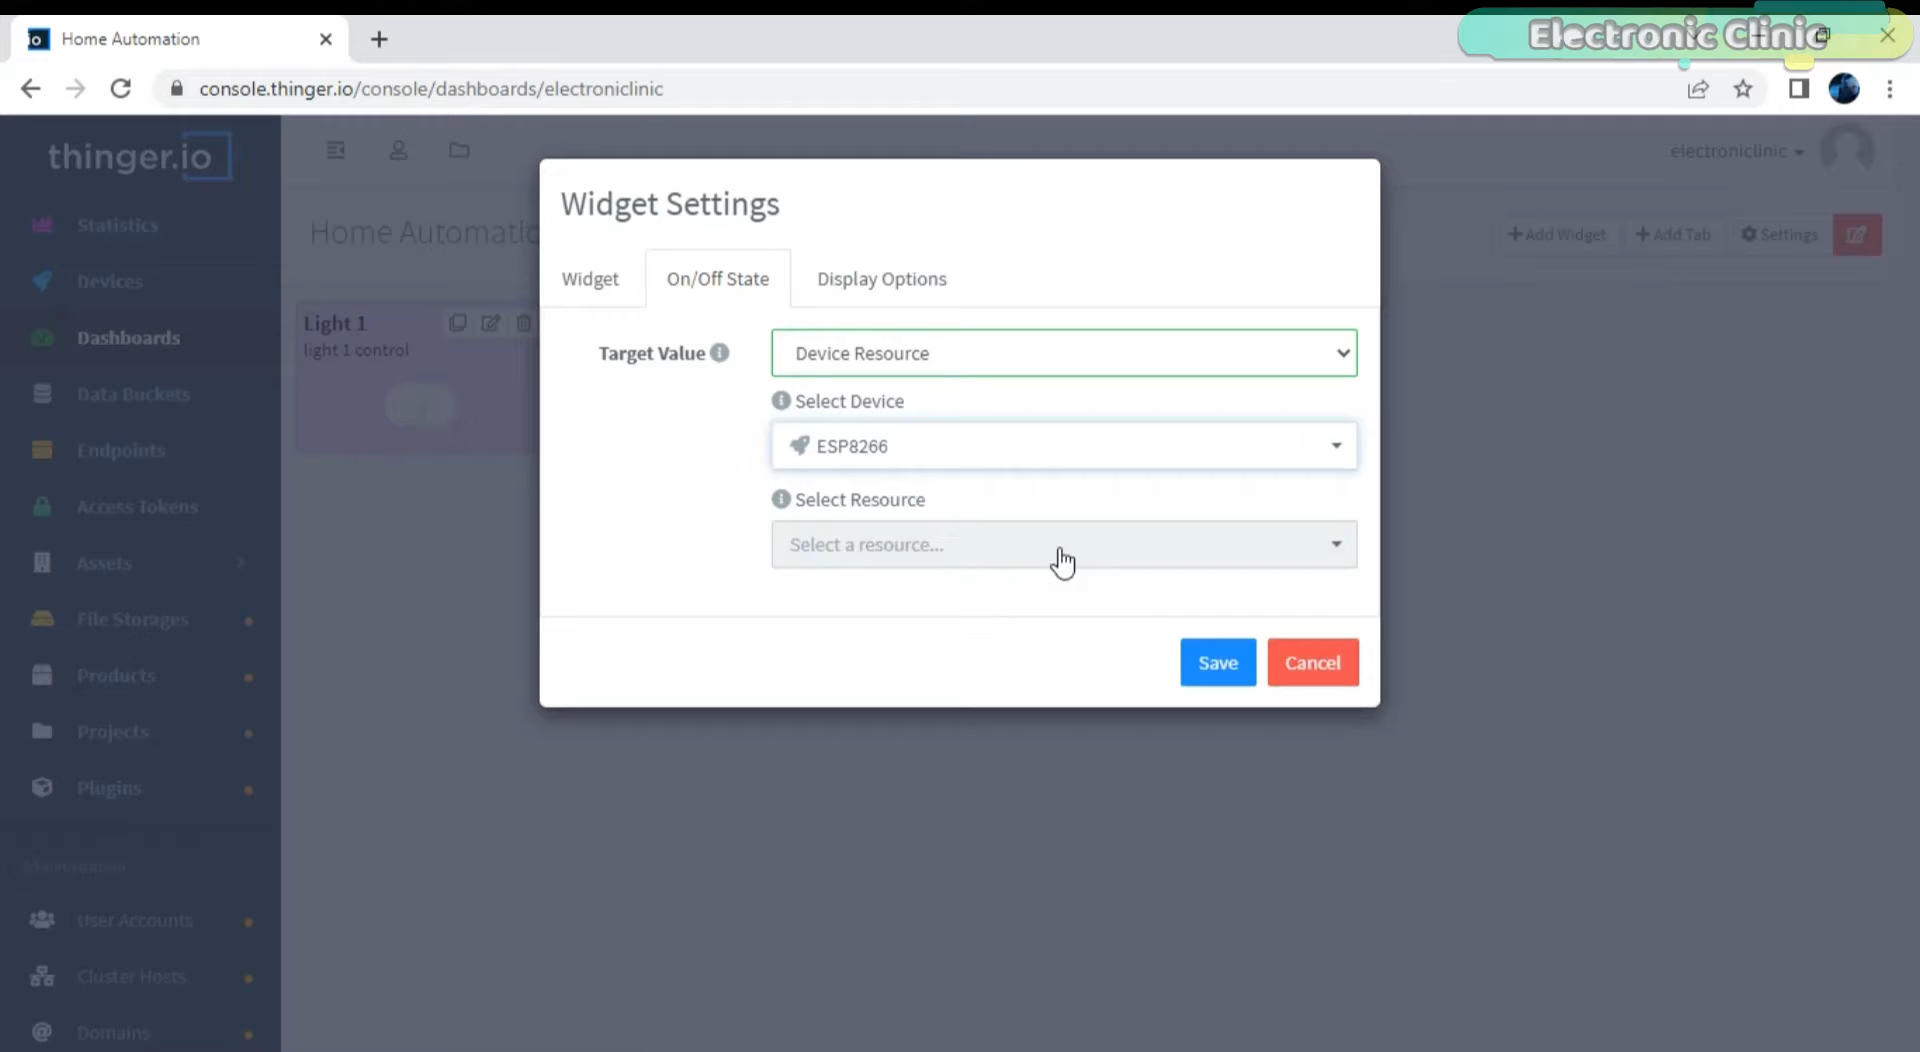 Electronic Clinic
io Home Automation
console.thinger.io/console/dashboards/electroniclinic
thinger.io
electroniclinic
Statistics
Home Automatio
Add Widget
Add Tab
Settings
Devices
Dashboards
Data Buckets
Endpoints
Access Tokens
Assets
File Storages
Products
Projects
Plugins
User Accounts
Cluster Hosts
Domains
Light 1
light 1 control
Widget Settings
Widget
On/Off State
Display Options
Target Value
Device Resource
Select Device
ESP8266
Select Resource
Select a resource...
Save
Cancel